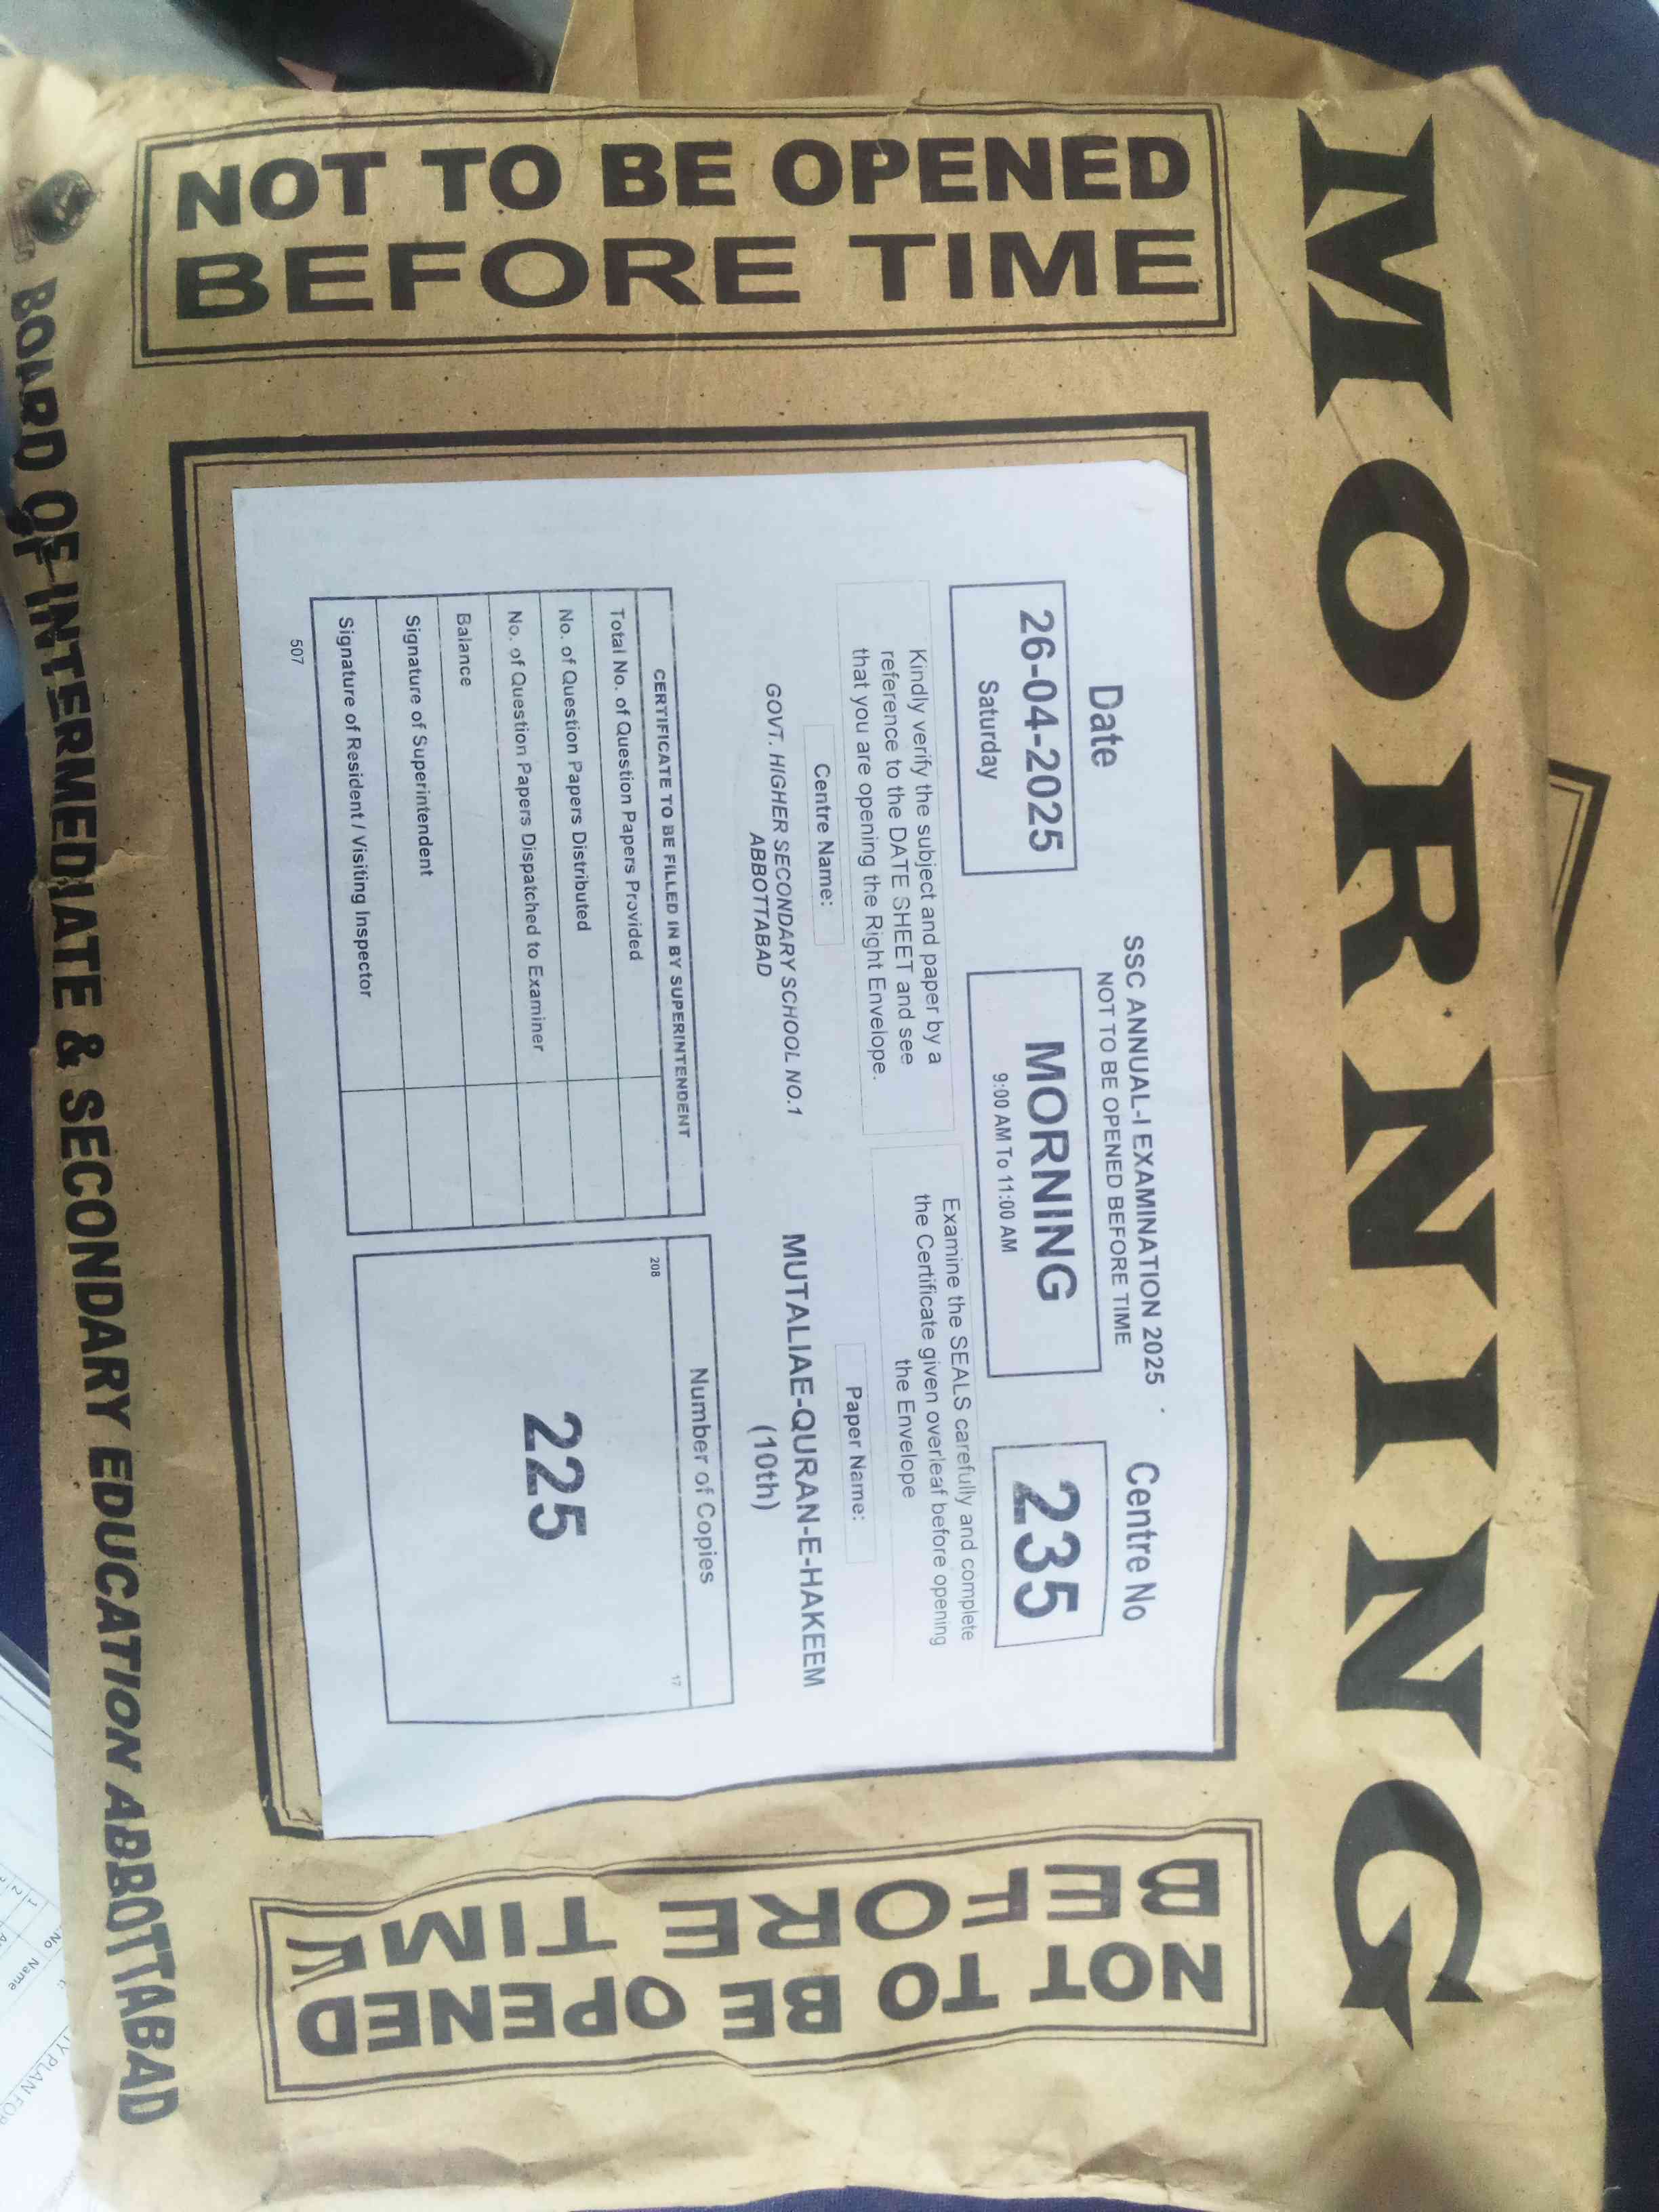 MORNING
NOT TO BE OPENED
BEFORE TIME
Date
26-04-2025
Saturday
SSC ANNUAL-I EXAMINATION 2025
NOT TO BE OPENED BEFORE TIME
MORNING
9:00 AM To 11:00 AM
Centre No
235
Kindly verify the subject and paper by a
reference to the DATE SHEET and see
that you are opening the Right Envelope.
Examine the SEALS carefully and complete
the Certificate given overleaf before opening
the Envelope
Centre Name:
GOVT. HIGHER SECONDARY SCHOOL NO.1
ABBOTTABAD
Paper Name:
MUTALIAE-QURAN-E-HAKEEM
(10th)
CERTIFICATE TO BE FILLED IN BY SUPERINTENDENT
Total No. of Question Papers Provided
No. of Question Papers Distributed
No. of Question Papers Dispatched to Examiner
Balance
Signature of Superintendent
Signature of Resident / Visiting Inspector
507
Number of Copies
208
17
225
NOT TO BE OPENED
BEFORE TIME
BOARD OF INTERMEDIATE & SECONDARY EDUCATION ABBOTTABAD
Name
PLAN FOR